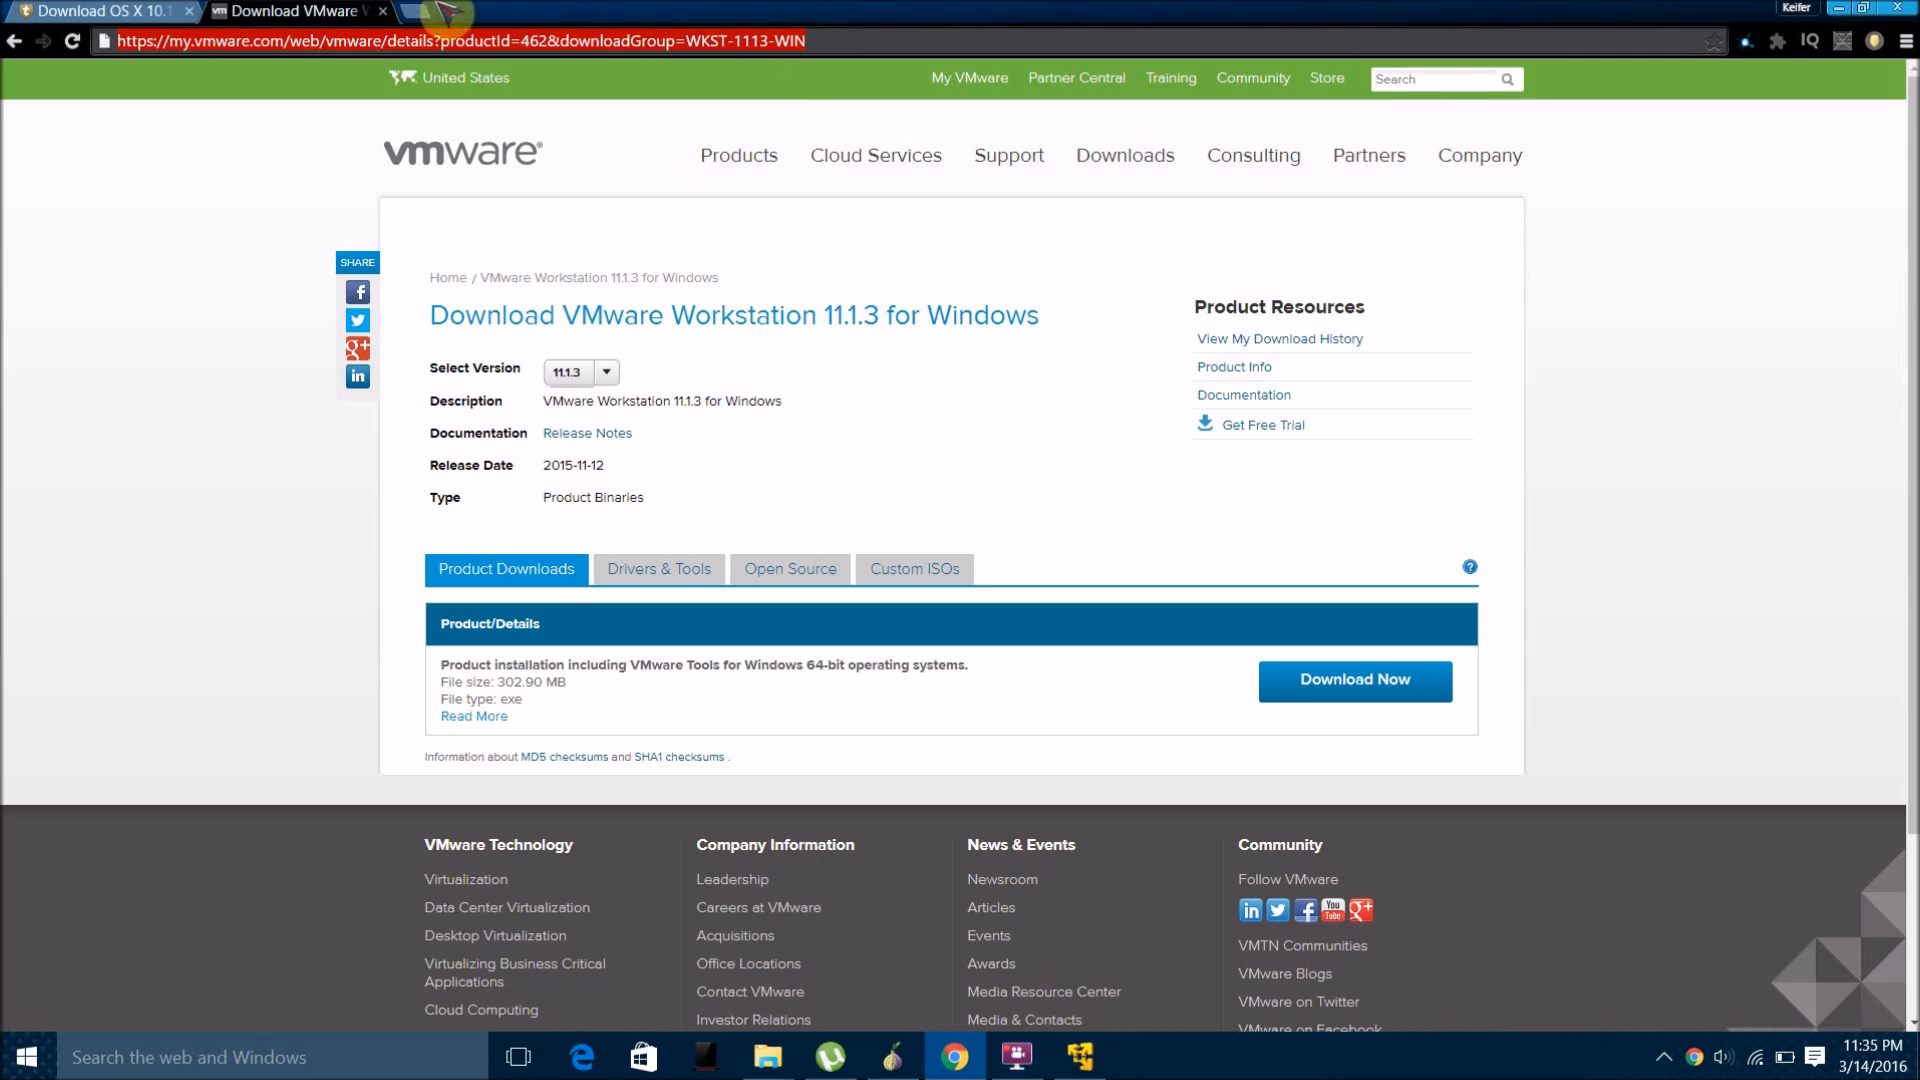 Download OS X 10.1
Download VMware
Keifer
https://my.vmware.com/web/vmware/details?productId=462&downloadGroup=WKST-1113-WIN
IQ
United States
My VMware
Partner Central
Training
Community
Store
Search
vmware®
Products
Cloud Services
Support
Downloads
Consulting
Partners
Company
SHARE
Home / VMware Workstation 11.1.3 for Windows
Download VMware Workstation 11.1.3 for Windows
Select Version 11.1.3
Description VMware Workstation 11.1.3 for Windows
Documentation Release Notes
Release Date 2015-11-12
Type Product Binaries
Product Resources
View My Download History
Product Info
Documentation
Get Free Trial
Product Downloads
Drivers & Tools
Open Source
Custom ISOs
?
Product/Details
Product installation including VMware Tools for Windows 64-bit operating systems.
File size: 302.90 MB
File type: exe
Read More
Download Now
Information about MD5 checksums and SHA1 checksums .
VMware Technology
Virtualization
Data Center Virtualization
Desktop Virtualization
Virtualizing Business Critical
Applications
Cloud Computing
Company Information
Leadership
Careers at VMware
Acquisitions
Office Locations
Contact VMware
Investor Relations
News & Events
Newsroom
Articles
Events
Awards
Media Resource Center
Media & Contacts
Community
Follow VMware
VMTN Communities
VMware Blogs
VMware on Twitter
VMware on Facebook
Search the web and Windows
11:35 PM
3/14/2016